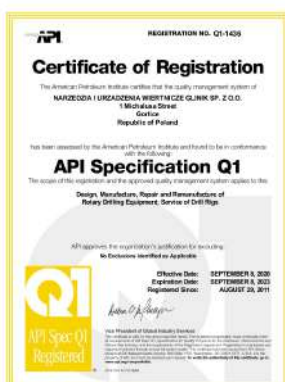 API
REGISTRATION NO. Q1-1436
Certificate of Registration
The American Petroleum Institute certifies that the quality management system of
NARZEDZIA I URZADZENIA WIERTNICZE GLINIK SP. Z O.O.
1 Michalusa Street
Gorlice
Republic of Poland
has been assessed by the American Petroleum Institute and found to be in conformance
with the following:
API Specification Q1
The scope of this registration and the approved quality management system applies to the:
Design, Manufacture, Repair and Remanufacture of
Rotary Drilling Equipment, Service of Drill Rigs
API approves the organization's justification for excluding:
No Exclusions Identified as Applicable
Effective Date: SEPTEMBER 8, 2020
Expiration Date: SEPTEMBER 8, 2023
Registered Since: AUGUST 29, 2011
Q1
API Spec Q1
Registered
Vice President of Global Industry Services